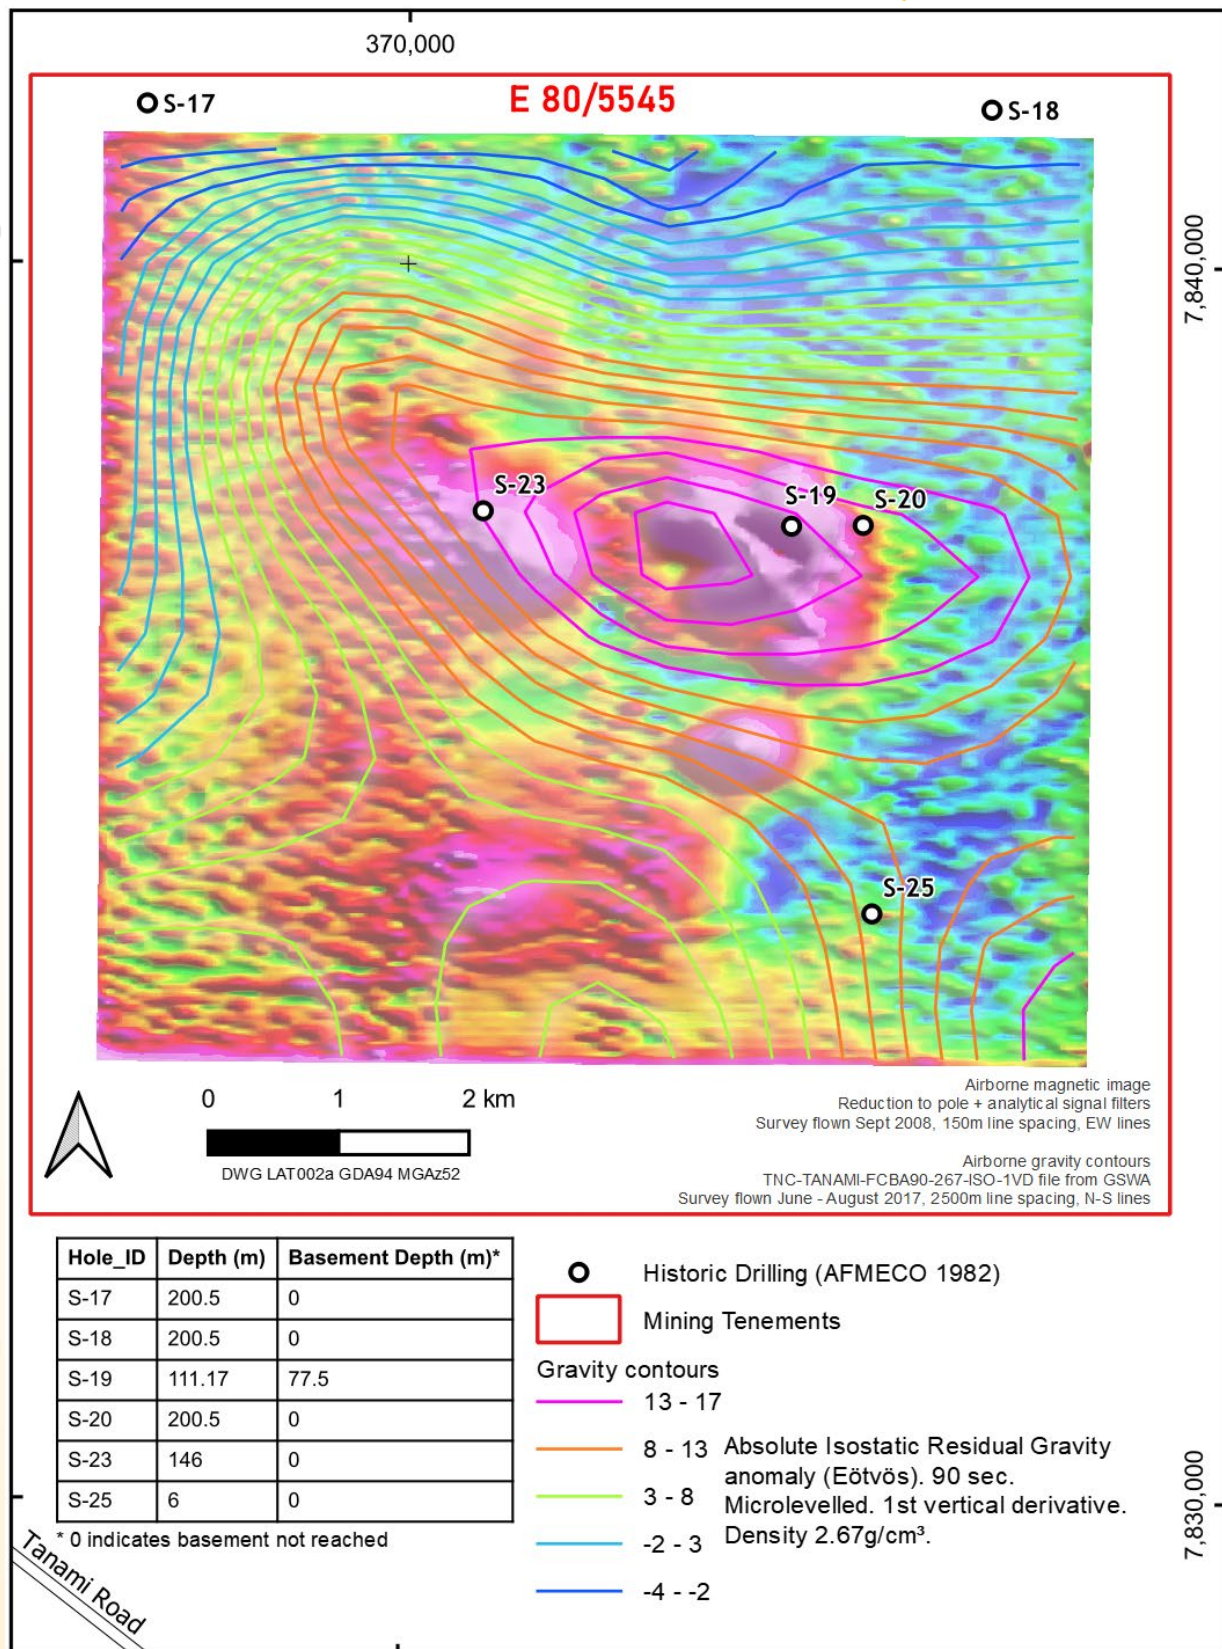 370,000
E 80/5545
S-17
S-18
7,840,000
S-23
S-19
S-20
S-25
0 1 2 km
DWG LAT002a GDA94 MGAz52
Airborne magnetic image
Reduction to pole + analytical signal filters
Survey flown Sept 2008, 150m line spacing, EW lines
Airborne gravity contours
TNC-TANAMI-FCBA90-267-ISO-1VD file from GSWA
Survey flown June - August 2017, 2500m line spacing, N-S lines
Hole_ID Depth (m) Basement Depth (m)*
S-17 200.5 0
S-18 200.5 0
S-19 111.17 77.5
S-20 200.5 0
S-23 146 0
S-25 6 0
* 0 indicates basement not reached
Tanami Road
Historic Drilling (AFMECO 1982)
Mining Tenements
Gravity contours
13 - 17
8 - 13
3 - 8
-2 - 3
-4 - -2
Absolute Isostatic Residual Gravity
anomaly (Eötvös). 90 sec.
Microlevelled. 1st vertical derivative.
Density 2.67g/cm³.
7,830,000